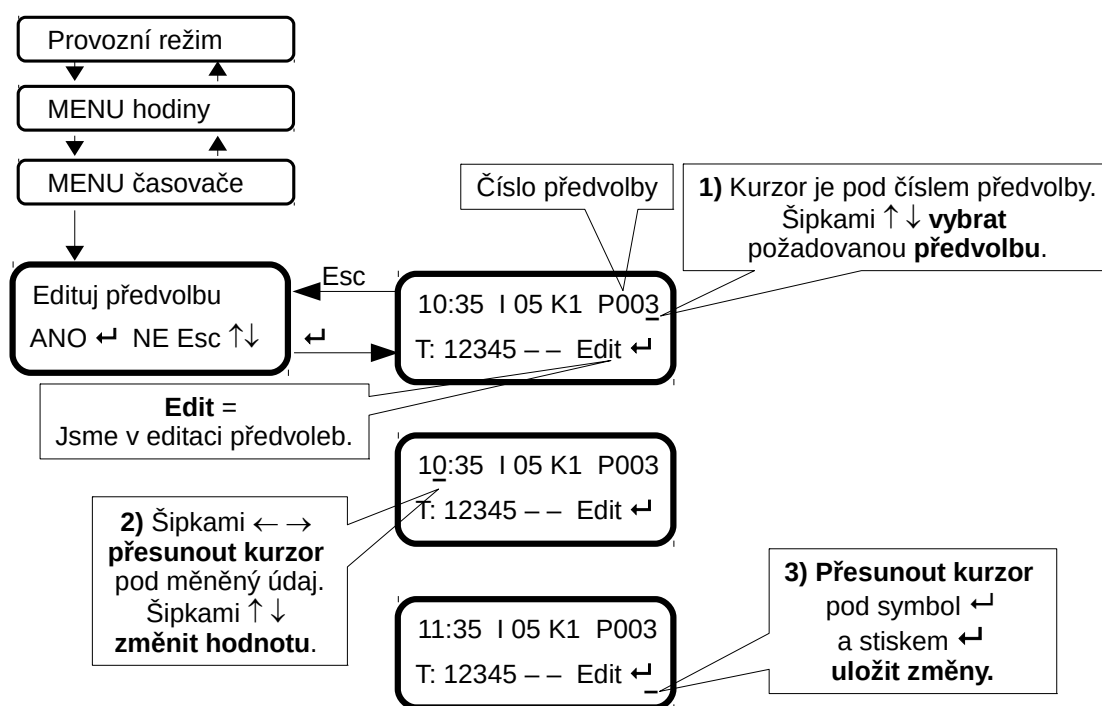 Provozní režim
MENU hodiny
MENU časovače
Číslo předvolby
1) Kurzor je pod číslem předvolby.
Šipkami ↑ ↓ vybrat
požadovanou předvolbu.
Edituj předvolbu
ANO ↵ NE Esc ↑↓
Esc
↵
10:35 I 05 K1 P003
T: 12345 – – Edit ↵
Edit =
Jsme v editaci předvoleb.
10:35 I 05 K1 P003
T: 12345 – – Edit ↵
2) Šipkami ← →
přesunout kurzor
pod měněný údaj.
Šipkami ↑ ↓
změnit hodnotu.
11:35 I 05 K1 P003
T: 12345 – – Edit ↵
3) Přesunout kurzor
pod symbol ↵
a stiskem ↵
uložit změny.